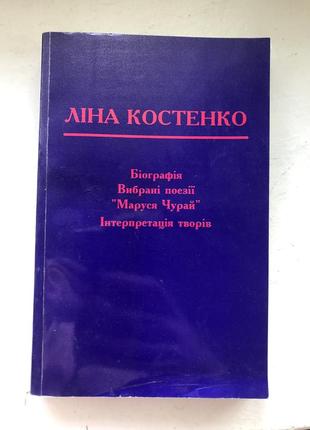 ЛІНА КОСТЕНКО
Біографія
Вибрані поезії
"Маруся Чурай"
Інтерпретація творів